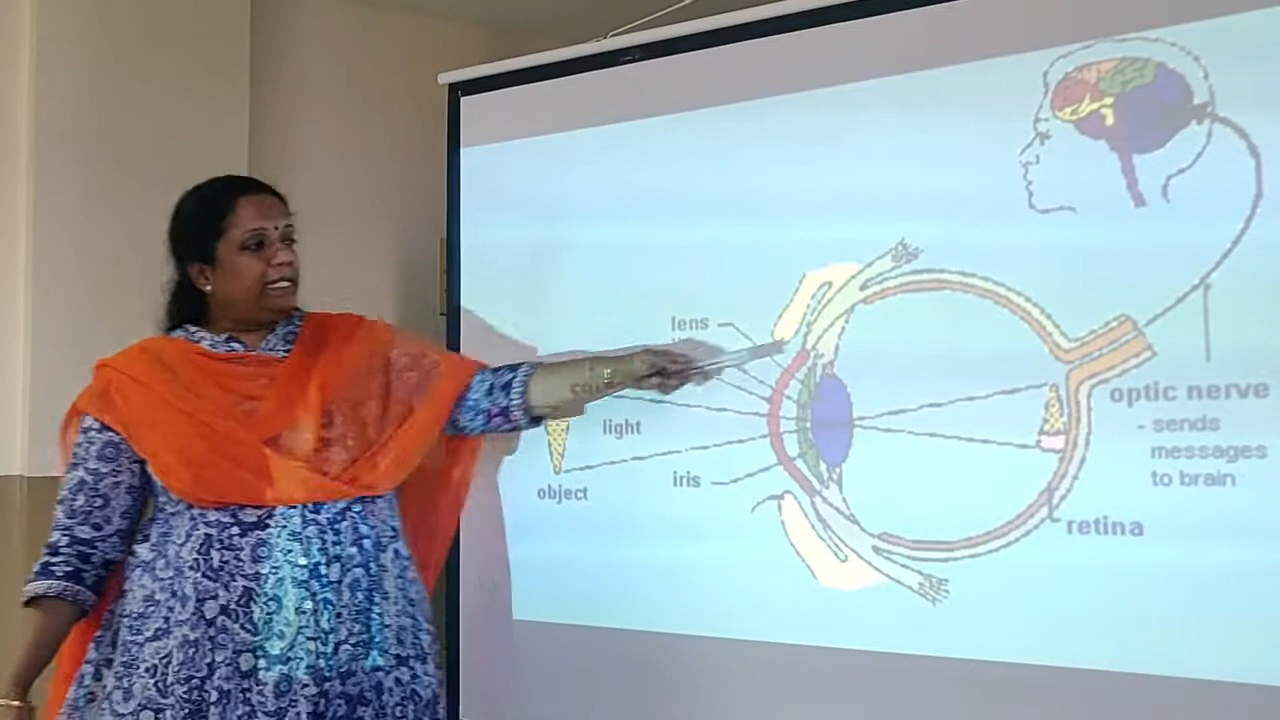 lens
light
object
iris
optic nerve
- sends
messages
to brain
retina